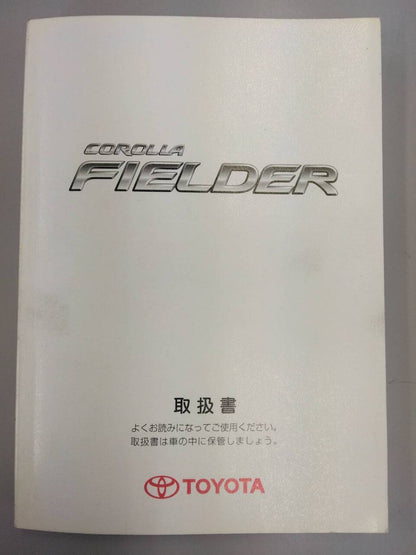 COROLLA
FIELDER
取扱書
よくお読みになってご使用ください。
取扱書は車の中に保管しましょう。
TOYOTA